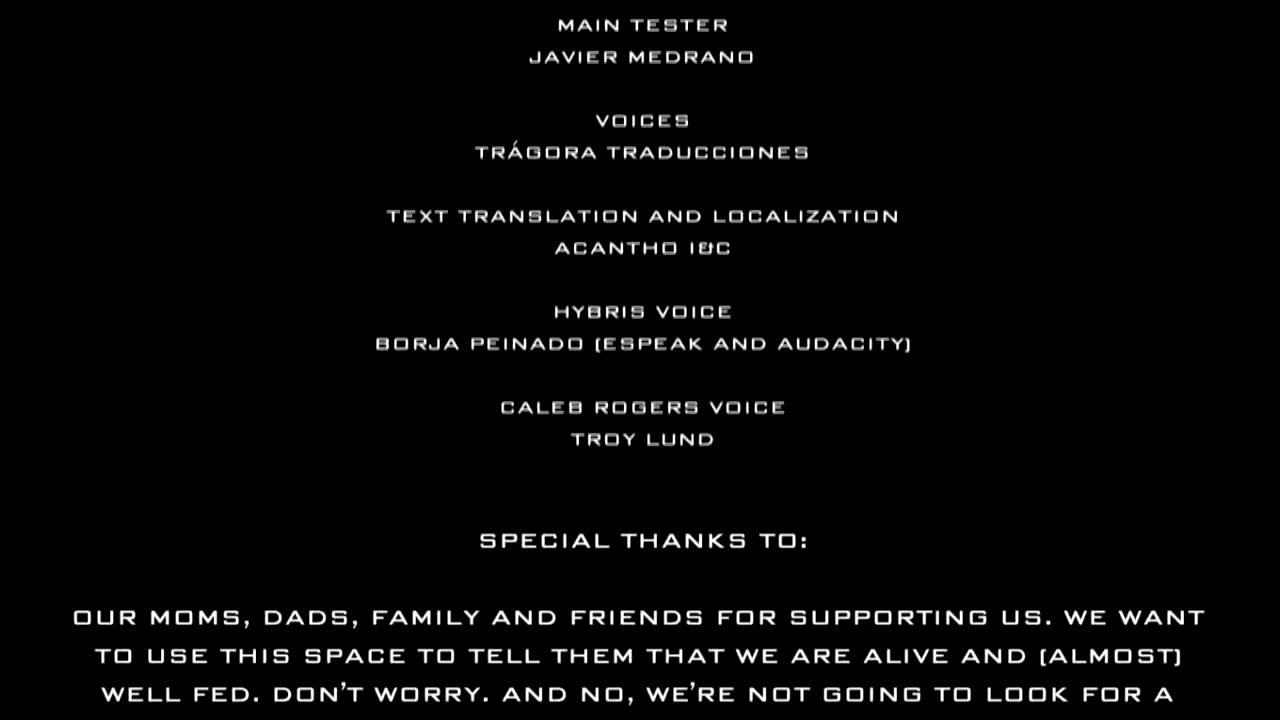 MAIN TESTER
JAVIER MEDRANO
VOICES
TRÁGORA TRADUCCIONES
TEXT TRANSLATION AND LOCALIZATION
ACANTHO I&C
HYBRIS VOICE
BORJA PEINADO (ESPEAK AND AUDACITY)
CALEB ROGERS VOICE
TROY LUND
SPECIAL THANKS TO:
OUR MOMS, DADS, FAMILY AND FRIENDS FOR SUPPORTING US. WE WANT
TO USE THIS SPACE TO TELL THEM THAT WE ARE ALIVE AND (ALMOST)
WELL FED. DON'T WORRY. AND NO, WE'RE NOT GOING TO LOOK FOR A